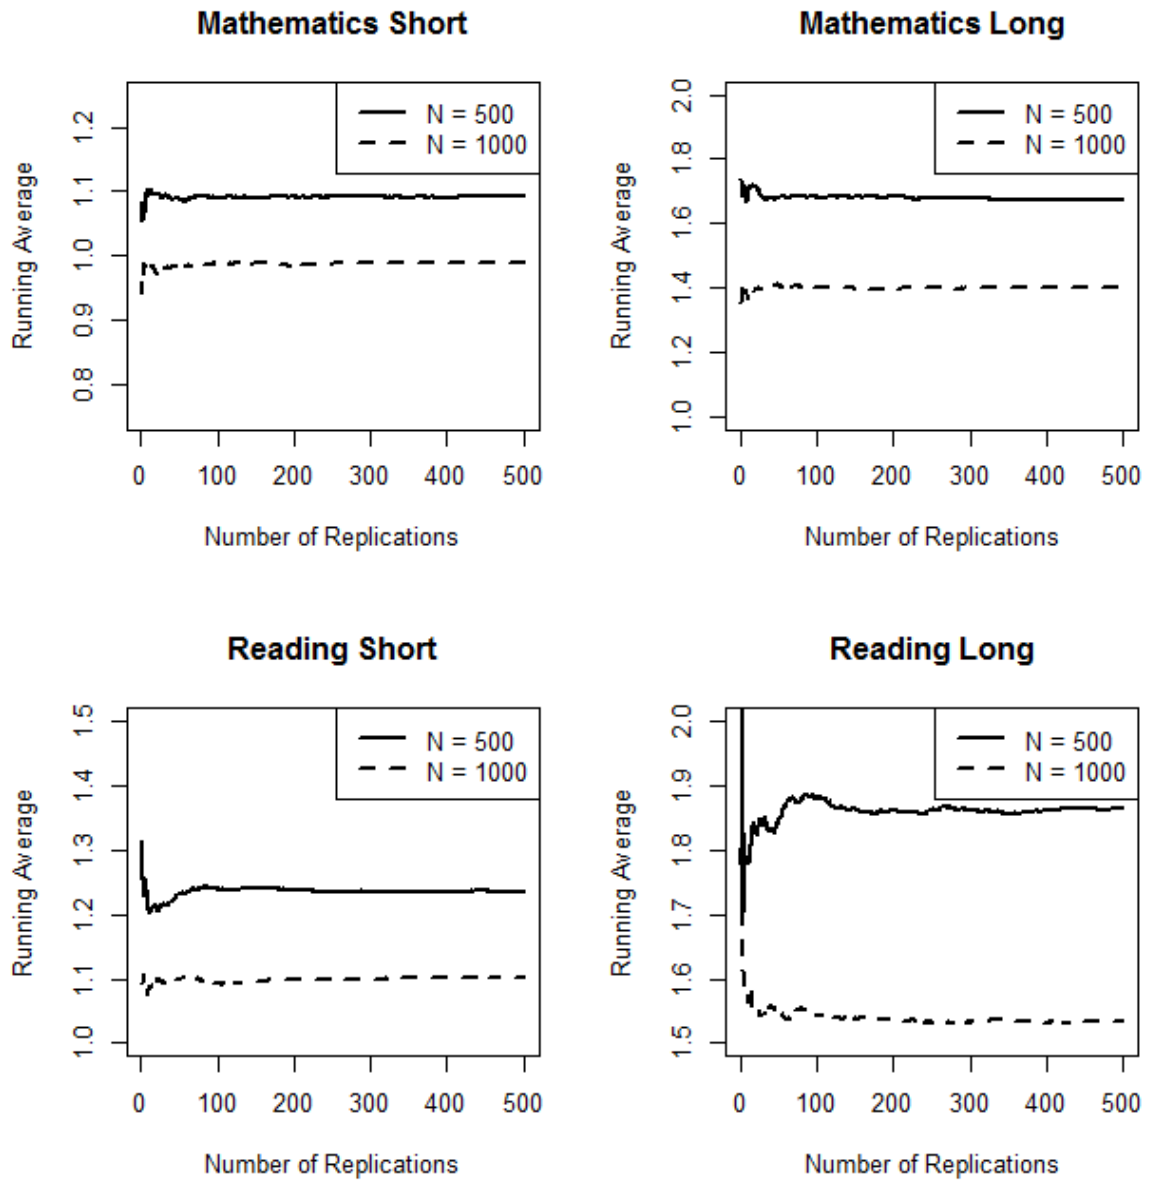 Mathematics Short
Running Average
1.2
1.1
1.0
0.9
0.8
N = 500
N = 1000
0 100 200 300 400 500
Number of Replications
Mathematics Long
Running Average
2.0
1.8
1.6
1.4
1.2
1.0
N = 500
N = 1000
0 100 200 300 400 500
Number of Replications
Reading Short
Running Average
1.5
1.4
1.3
1.2
1.1
1.0
N = 500
N = 1000
0 100 200 300 400 500
Number of Replications
Reading Long
Running Average
2.0
1.9
1.8
1.7
1.6
1.5
N = 500
N = 1000
0 100 200 300 400 500
Number of Replications